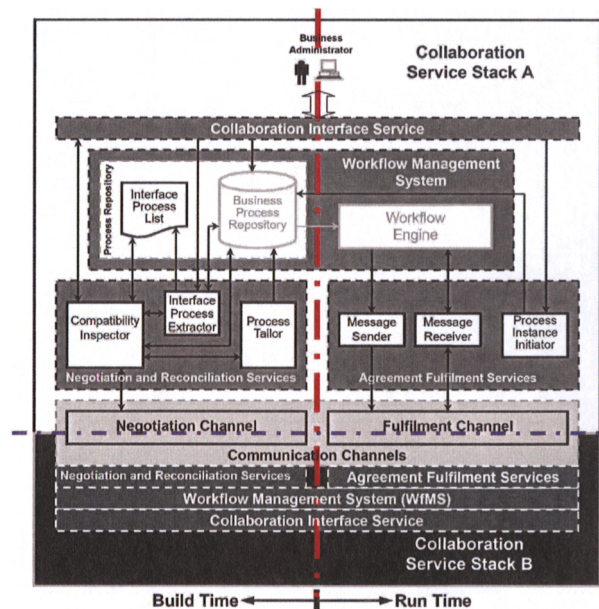 Business
Administrator
Collaboration
Service Stack A
Collaboration Interface Service
Process Repository
Interface
Process
List
Business
Process
Repository
Workflow Management
System
Workflow
Engine
Compatibility
Inspector
Interface
Process
Extractor
Process
Tailor
Negotiation and Reconciliation Services
Message
Sender
Message
Receiver
Process
Instance
Initiator
Agreement Fulfilment Services
Negotiation Channel
Fulfilment Channel
Communication Channels
Negotiation and Reconciliation Services
Agreement Fulfilment Services
Workflow Management System (WfMS)
Collaboration Interface Service
Collaboration
Service Stack B
Build Time
Run Time